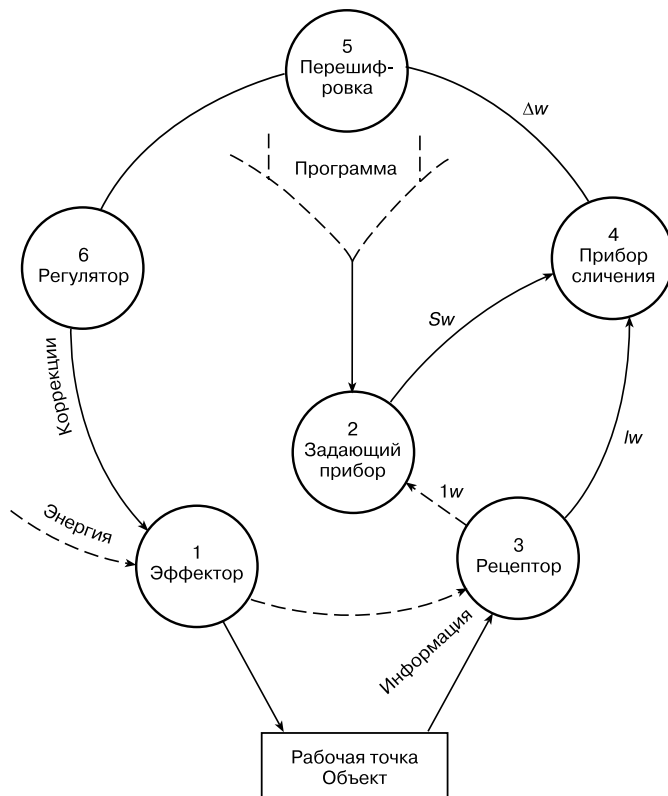 5
Перешиф-
ровка
Δw
Программа
4
Прибор
сличения
6
Регулятор
Sw
Коррекции
Iw
2
Задающий
прибор
1w
Энергия
1
Эффектор
3
Рецептор
Информация
Рабочая точка
Объект